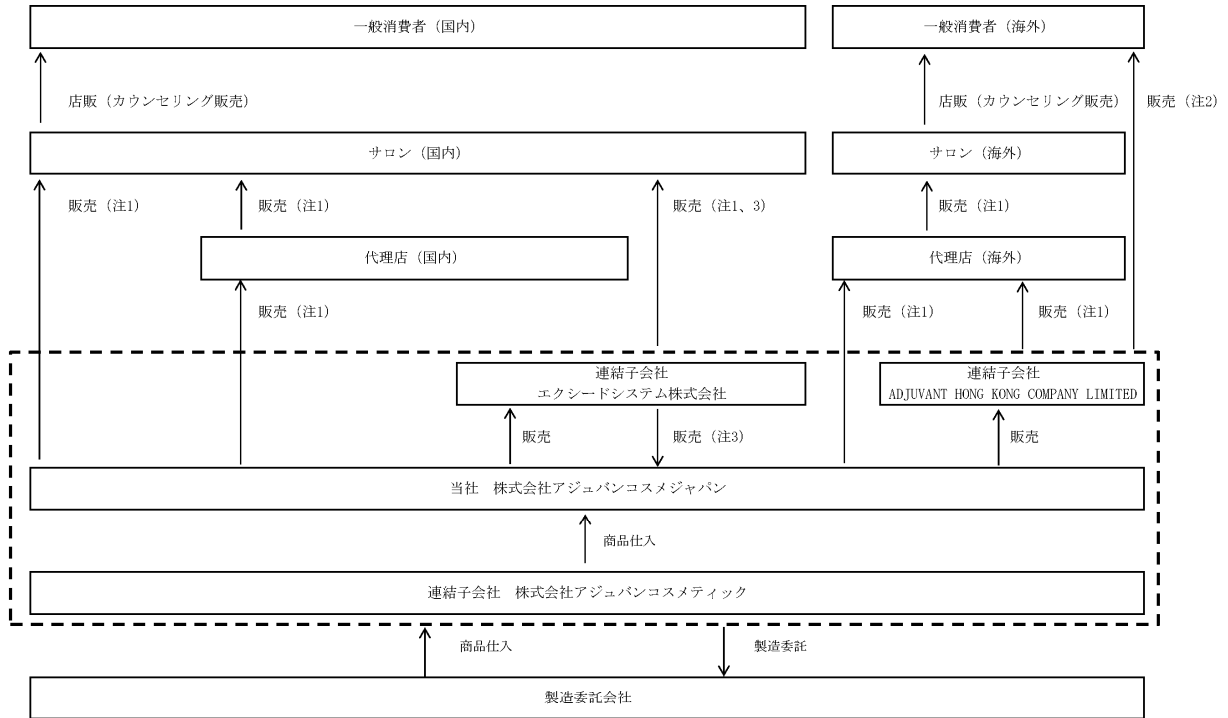 一般消費者（国内）
一般消費者（海外）
店販（カウンセリング販売）
店販（カウンセリング販売）
販売（注2）
サロン（国内）
サロン（海外）
販売（注1）
販売（注1）
販売（注1、3）
販売（注1）
代理店（国内）
代理店（海外）
販売（注1）
販売（注1）
販売（注1）
連結子会社
エクシードシステム株式会社
連結子会社
ADJUVANT HONG KONG COMPANY LIMITED
販売
販売（注3）
販売
当社　株式会社アジュバンコスメジャパン
商品仕入
連結子会社　株式会社アジュバンコスメティック
商品仕入
製造委託
製造委託会社